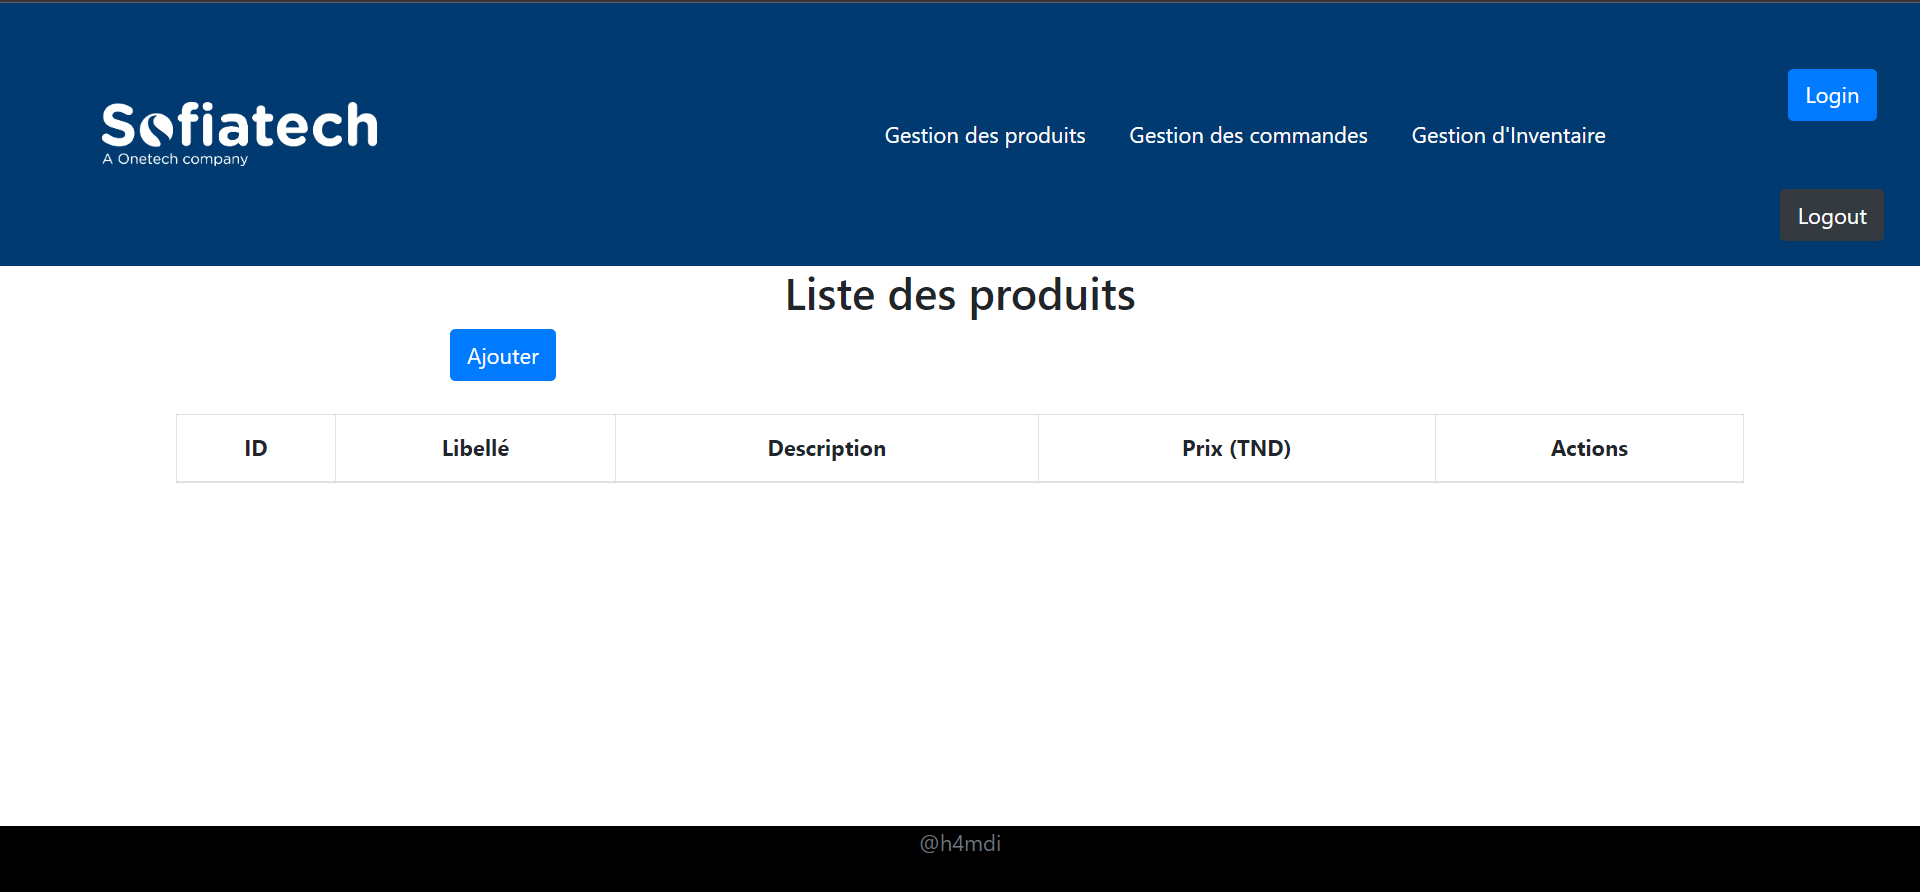 Sofiatech
A Onetech company
Gestion des produits Gestion des commandes Gestion d'Inventaire
Login
Logout
Liste des produits
Ajouter
ID Libellé Description Prix (TND) Actions
@h4mdi